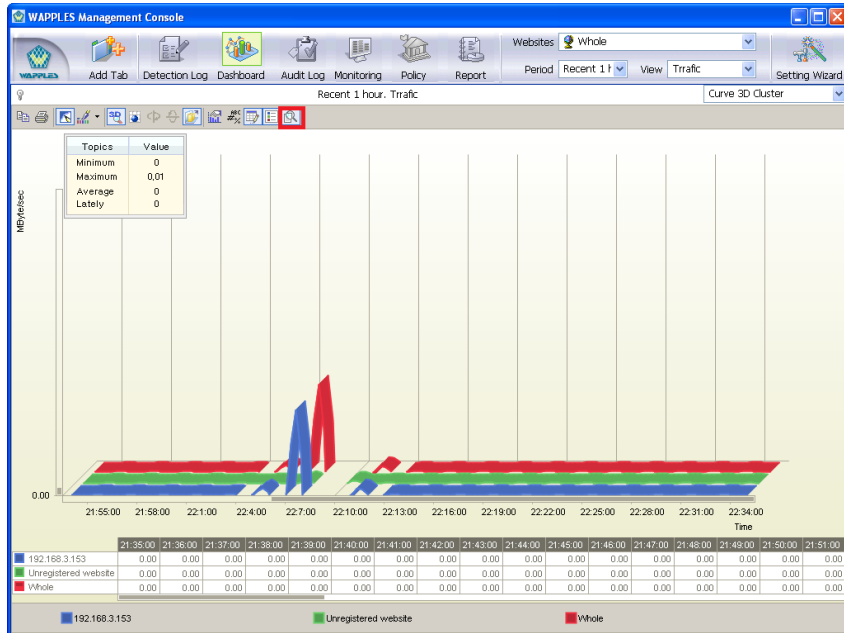 WAPPLES Management Console
WAPPLES
Add Tab
Detection Log
Dashboard
Audit Log
Monitoring
Policy
Report
Websites Whole
Period Recent 1 h View Trrafic
Setting Wizard
Recent 1 hour. Trrafic
Curve 3D Cluster
3D
Topics Value
Minimum 0
Maximum 0,01
Average 0
Lately 0
MByte/sec
0.00
21:55:00 21:58:00 22:1:00 22:4:00 22:7:00 22:10:00 22:13:00 22:16:00 22:19:00 22:22:00 22:25:00 22:28:00 22:31:00 22:34:00
Time
21:35:00 21:36:00 21:37:00 21:38:00 21:39:00 21:40:00 21:41:00 21:42:00 21:43:00 21:44:00 21:45:00 21:46:00 21:47:00 21:48:00 21:49:00 21:50:00 21:51:00
192.168.3.153 0.00 0.00 0.00 0.00 0.00 0.00 0.00 0.00 0.00 0.00 0.00 0.00 0.00 0.00 0.00 0.00 0.00
Unregistered website 0.00 0.00 0.00 0.00 0.00 0.00 0.00 0.00 0.00 0.00 0.00 0.00 0.00 0.00 0.00 0.00 0.00
Whole 0.00 0.00 0.00 0.00 0.00 0.00 0.00 0.00 0.00 0.00 0.00 0.00 0.00 0.00 0.00 0.00 0.00
192.168.3.153 Unregistered website Whole